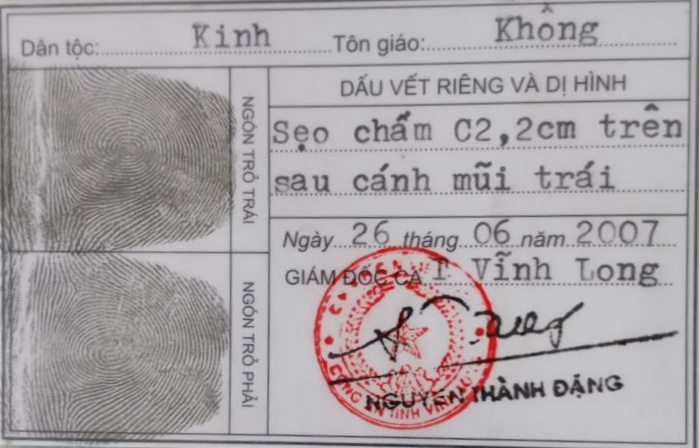 Dân tộc: Kinh Tôn giáo: Không
NGÓN TRỎ TRÁI
DẤU VẾT RIÊNG VÀ DỊ HÌNH
Sẹo chấm C2,2cm trên
sau cánh mũi trái
Ngày 26 tháng 06 năm 2007
GIÁM ĐỐC CA T Vĩnh Long
NGÓN TRỎ PHẢI
NGUYỄN THÀNH ĐẶNG